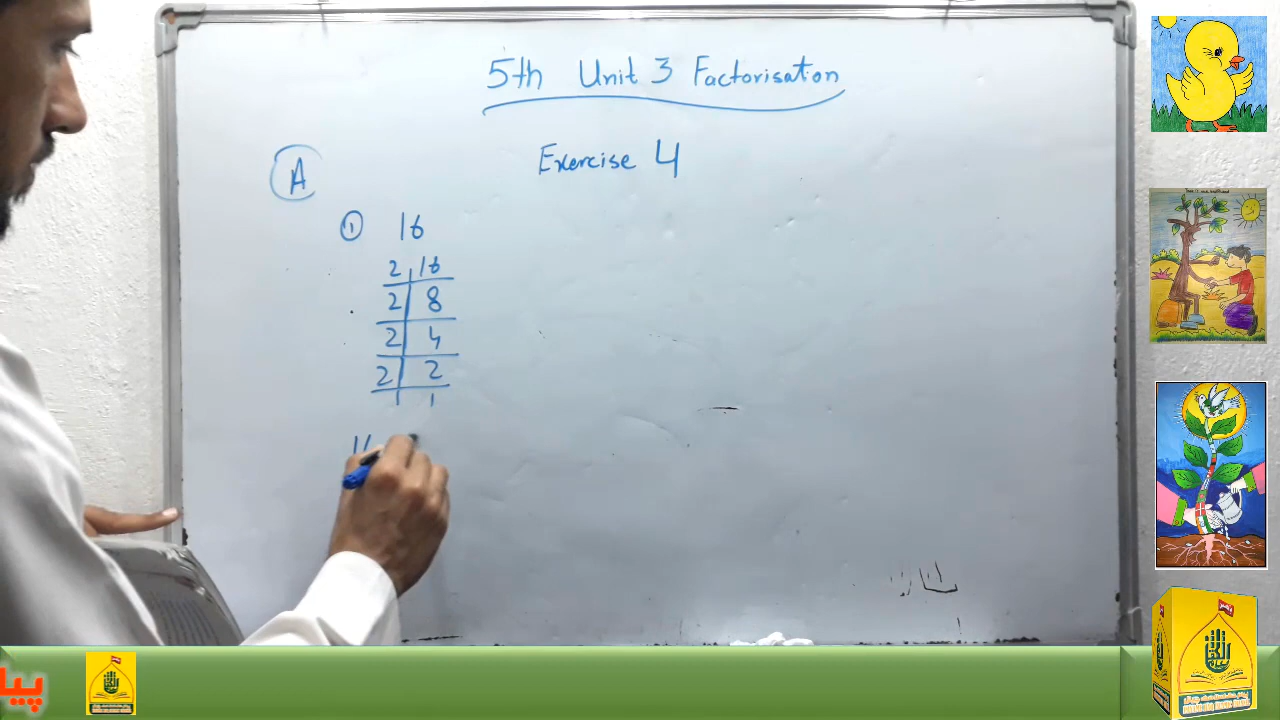 5th Unit 3 Factorisation
Exercise 4
A
① 16
2 16
2 8
2 4
2 2
1